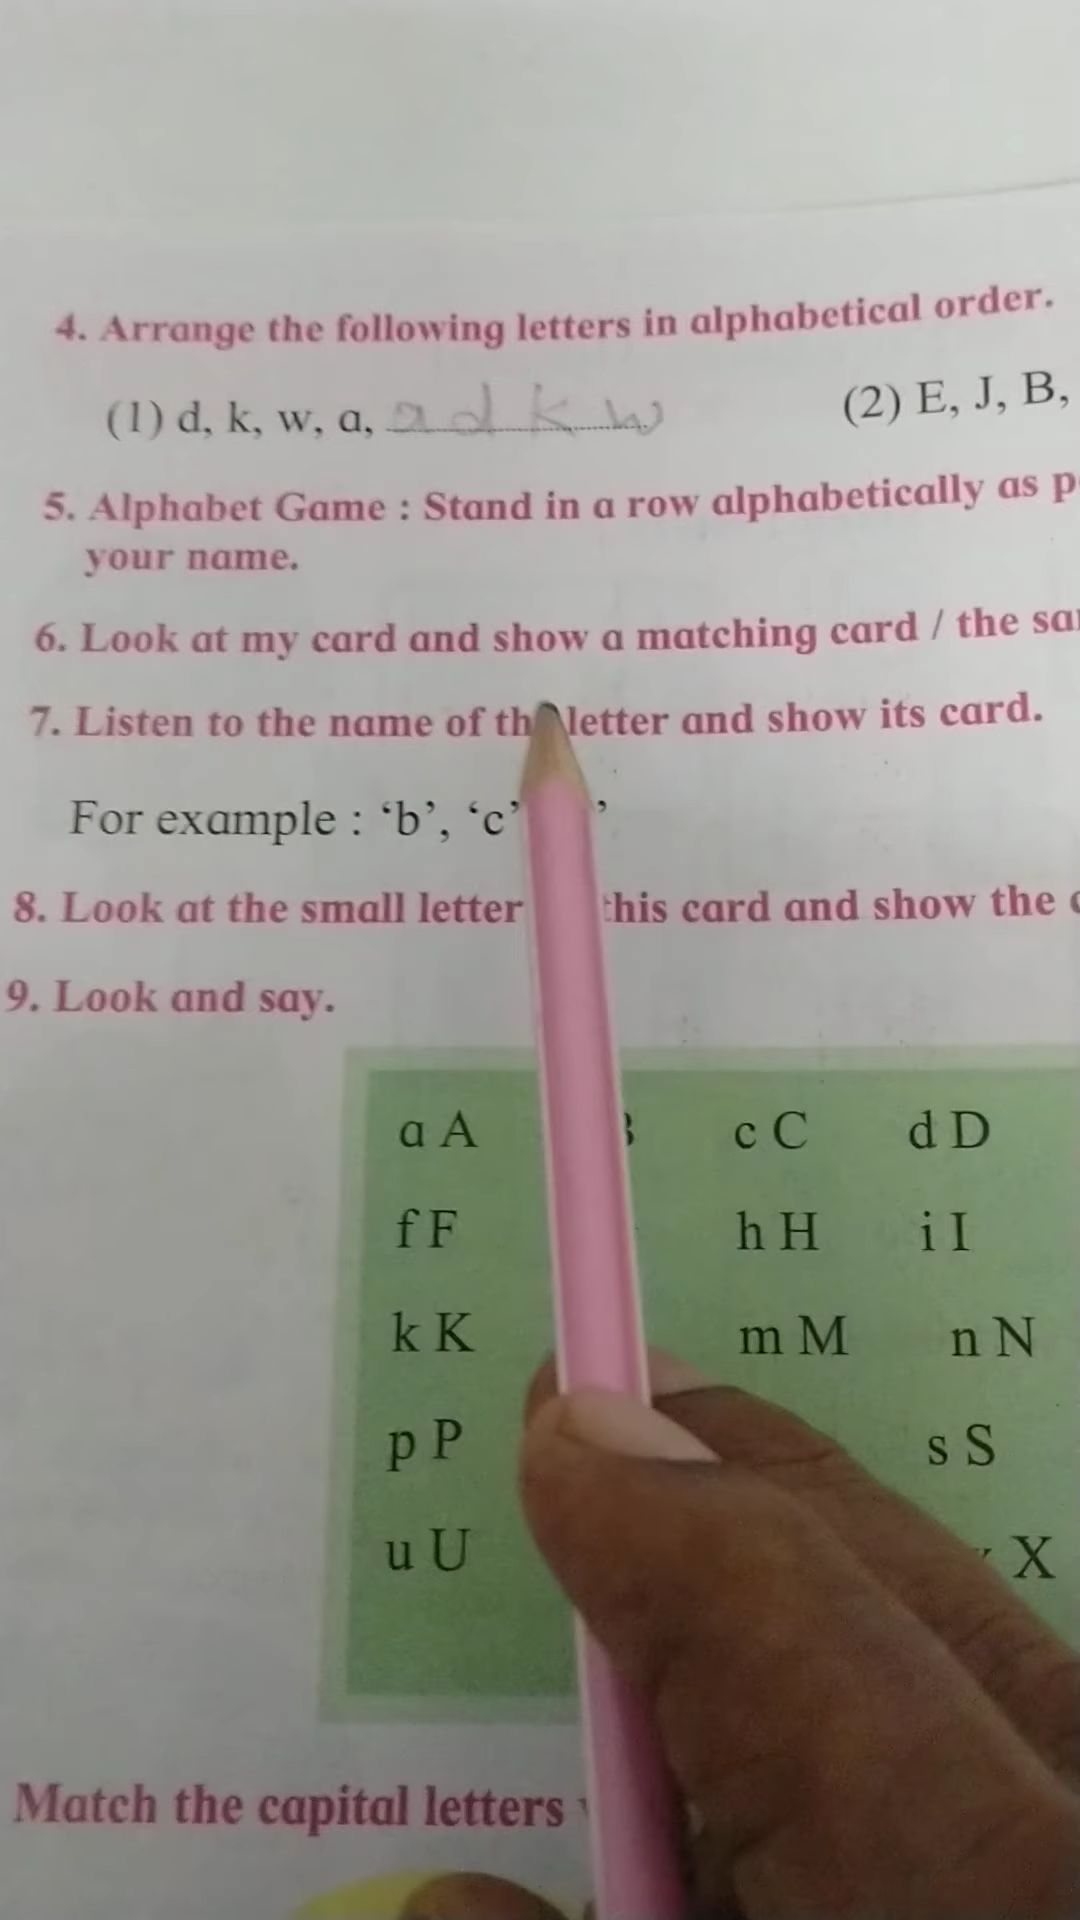 4. Arrange the following letters in alphabetical order.
(1) d, k, w, a, a d k w (2) E, J, B,
5. Alphabet Game : Stand in a row alphabetically as
your name.
6. Look at my card and show a matching card / the
7. Listen to the name of letter and show its card.
For example : ‘b’, ‘c’ ’
8. Look at the small letter this card and show the
9. Look and say.
a A c C d D
f F h H i I
k K m M n N
p P s S
u U X
Match the capital letters